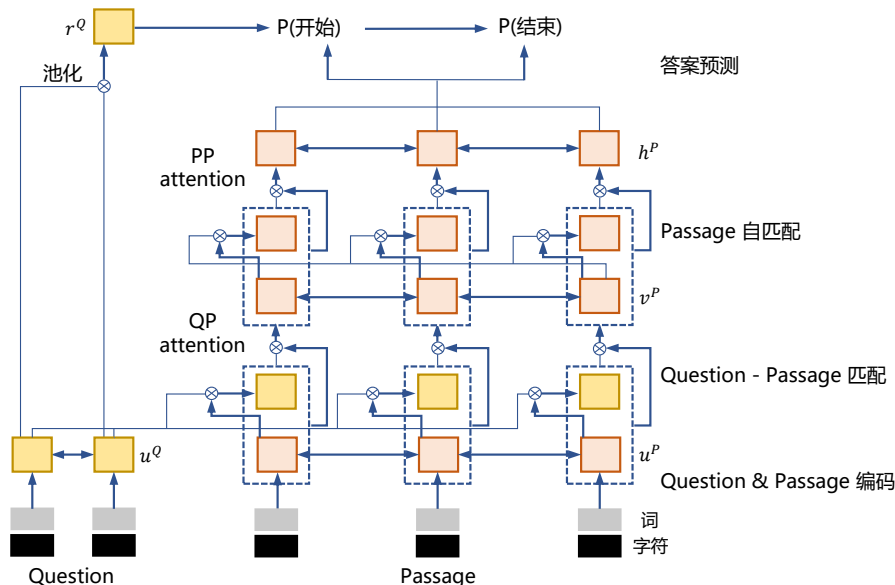 r^Q
P(开始)
P(结束)
池化
答案预测
PP
attention
h^P
Passage 自匹配
v^P
QP
attention
Question - Passage 匹配
u^Q
u^P
Question & Passage 编码
词
字符
Question
Passage